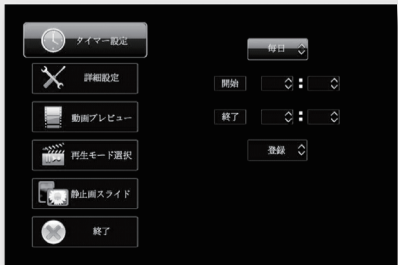 タイマー設定
詳細設定
動画プレビュー
再生モード選択
静止画スライド
終了
毎日
開始 :
終了 :
登録